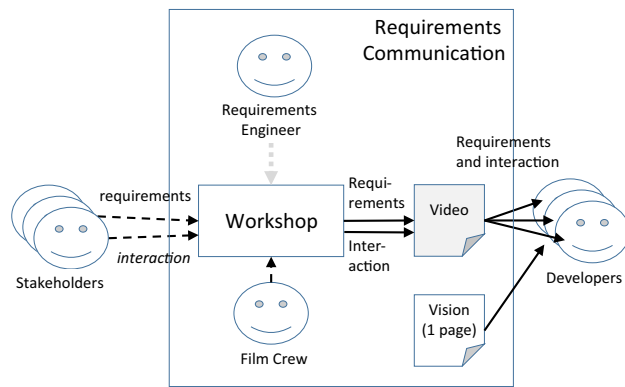 Requirements
Communication
Requirements
Engineer
Requirements
and interaction
requirements
Requi-
rements
Workshop
Video
interaction
Inter-
action
Stakeholders
Developers
Vision
(1 page)
Film Crew